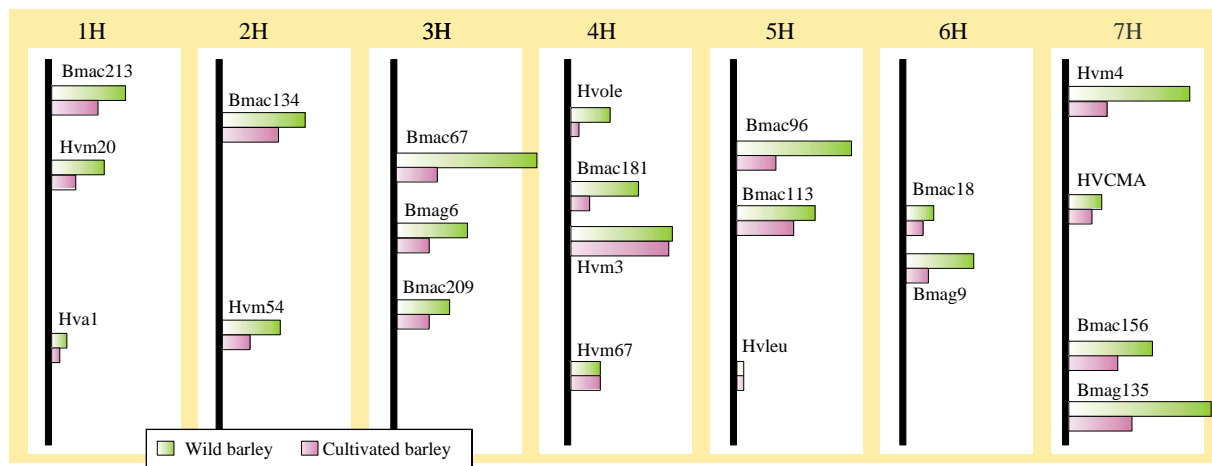 1H
2H
3H
4H
5H
6H
7H
Bmac213
Hvm20
Hva1
Bmac134
Hvm54
Bmac67
Bmag6
Bmac209
Hvole
Bmac181
Hvm3
Hvm67
Bmac96
Bmac113
Hvleu
Bmac18
Bmag9
Hvm4
HVCMA
Bmac156
Bmag135
Wild barley
Cultivated barley